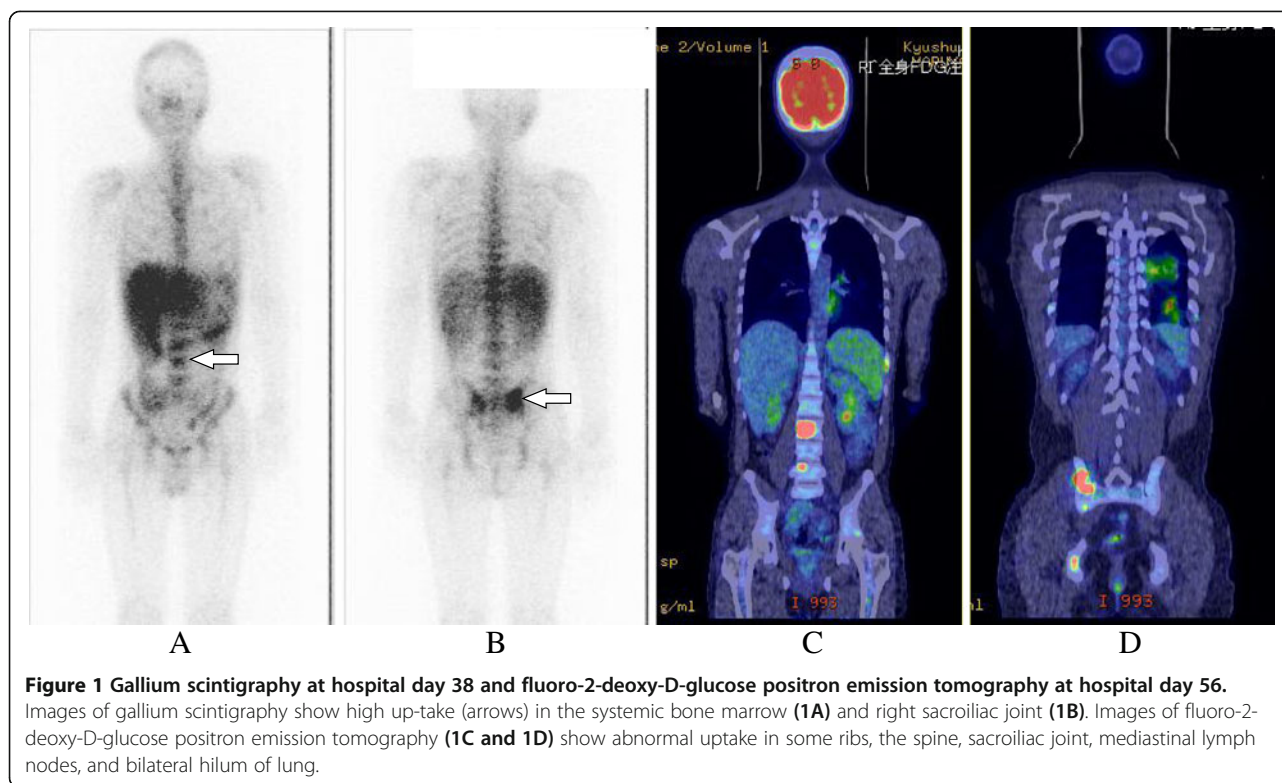 ne 2/Volume 1
Kyushu
RI全身FDG注
sp
g/ml
I 993
I 993
A
B
C
D
Figure 1 Gallium scintigraphy at hospital day 38 and fluoro-2-deoxy-D-glucose positron emission tomography at hospital day 56.
Images of gallium scintigraphy show high up-take (arrows) in the systemic bone marrow (1A) and right sacroiliac joint (1B). Images of fluoro-2-
deoxy-D-glucose positron emission tomography (1C and 1D) show abnormal uptake in some ribs, the spine, sacroiliac joint, mediastinal lymph
nodes, and bilateral hilum of lung.